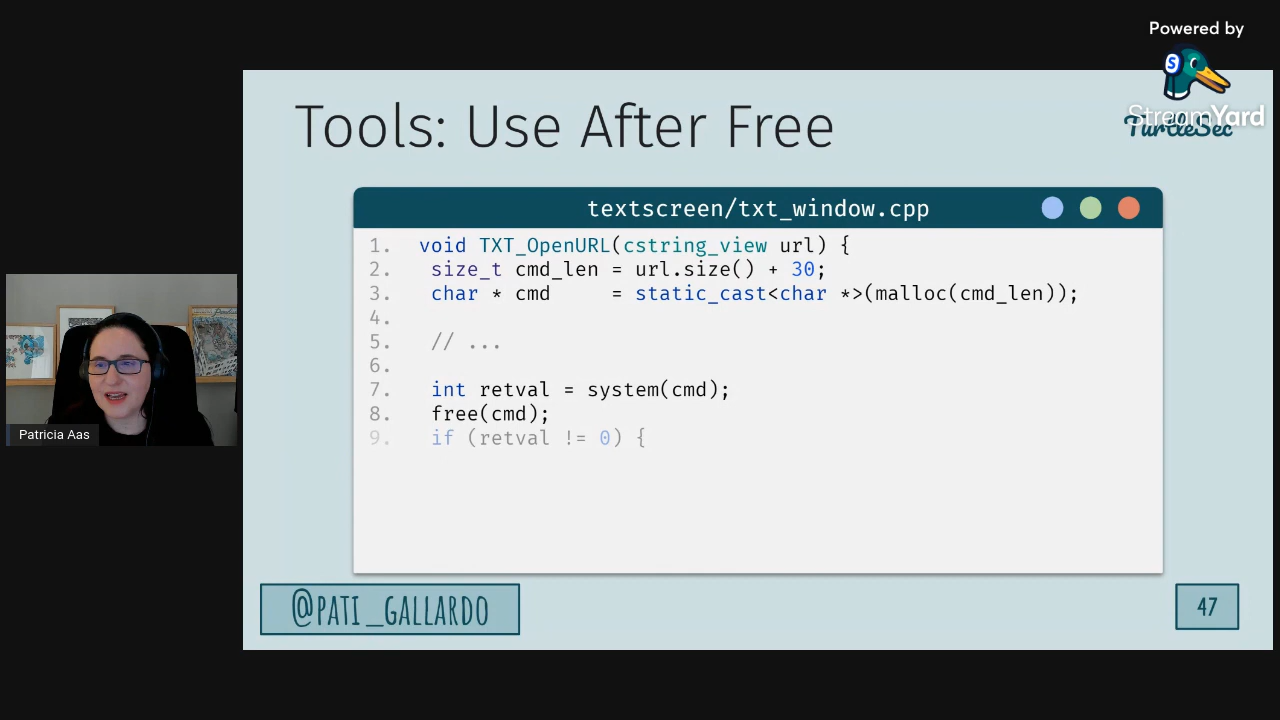 Powered by
StreamYard
TurtleSec
Tools: Use After Free
textscreen/txt_window.cpp
1. void TXT_OpenURL(cstring_view url) {
2. size_t cmd_len = url.size() + 30;
3. char * cmd = static_cast<char *>(malloc(cmd_len));
4.
5. // ...
6.
7. int retval = system(cmd);
8. free(cmd);
9. if (retval != 0) {
Patricia Aas
@PATI_GALLARDO
47